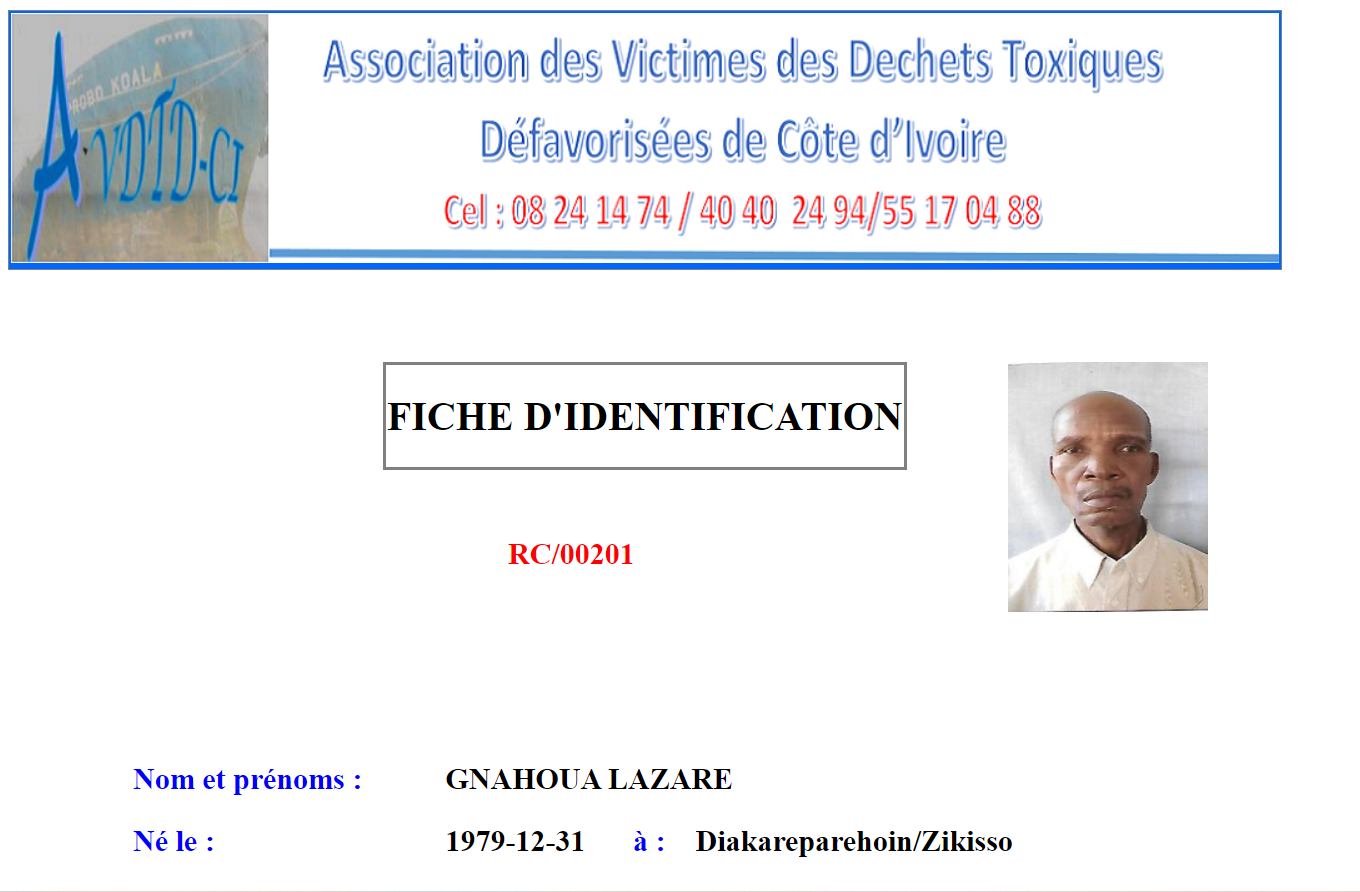 PROBO KOALA
AVDTD-CI
Association des Victimes des Dechets Toxiques
Défavorisées de Côte d’Ivoire
Cel : 08 24 14 74 / 40 40 24 94/55 17 04 88
FICHE D'IDENTIFICATION
RC/00201
Nom et prénoms : GNAHOUA LAZARE
Né le : 1979-12-31 à : Diakareparehoin/Zikisso